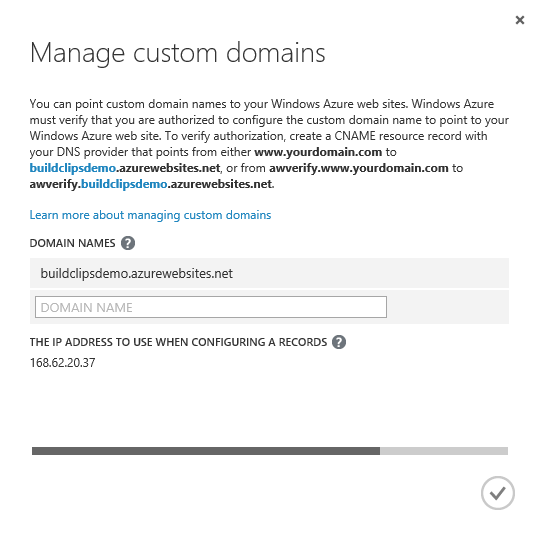 Manage custom domains
You can point custom domain names to your Windows Azure web sites. Windows Azure
must verify that you are authorized to configure the custom domain name to point to your
Windows Azure web site. To verify authorization, create a CNAME resource record with
your DNS provider that points from either www.yourdomain.com to
buildclipsdemo.azurewebsites.net, or from awverify.www.yourdomain.com to
awverify.buildclipsdemo.azurewebsites.net.
Learn more about managing custom domains
DOMAIN NAMES ?
buildclipsdemo.azurewebsites.net
DOMAIN NAME
THE IP ADDRESS TO USE WHEN CONFIGURING A RECORDS ?
168.62.20.37